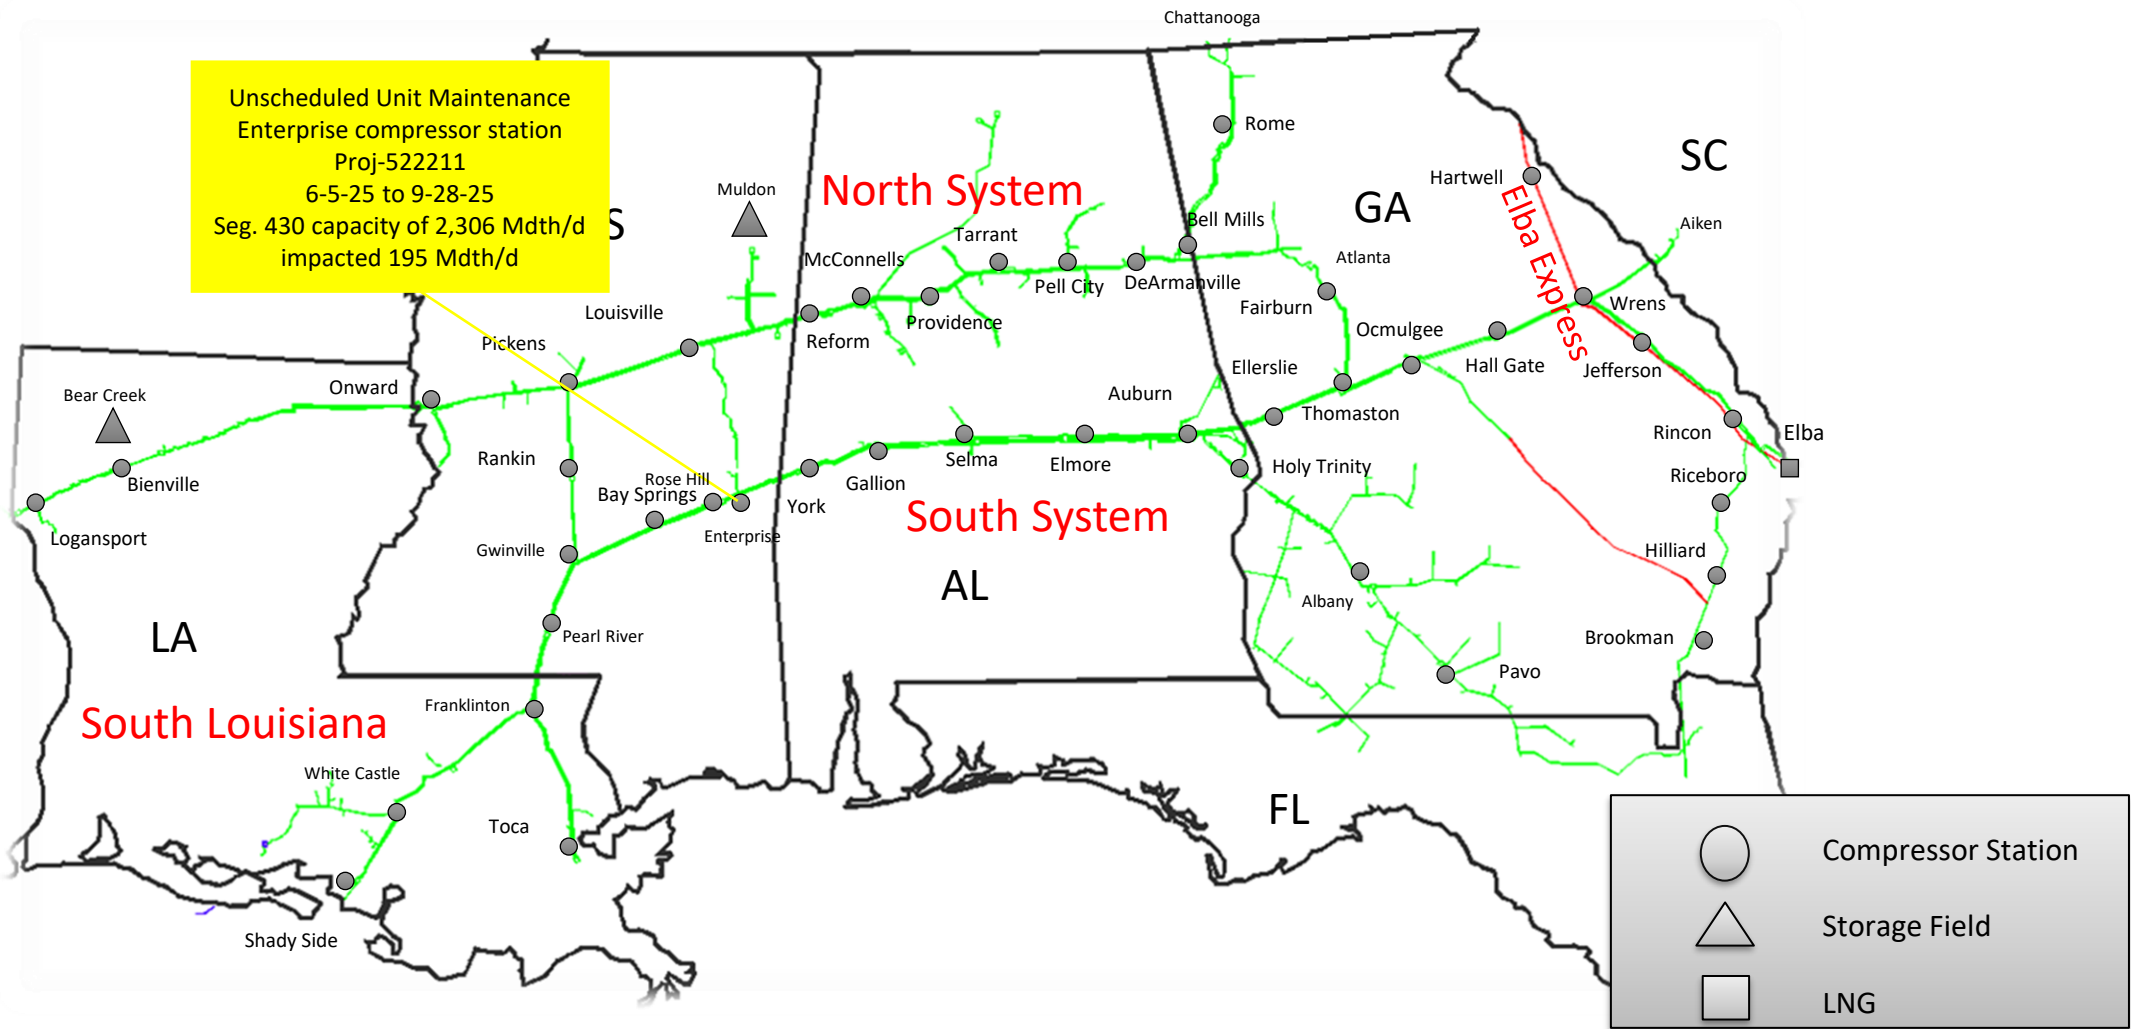 Chattanooga
Unscheduled Unit Maintenance
Enterprise compressor station
Proj-522211
6-5-25 to 9-28-25
Seg. 430 capacity of 2,306 Mdth/d
impacted 195 Mdth/d
S
Rome
SC
Hartwell
Muldon
North System
GA
Elba Express
Aiken
Bell Mills
Tarrant
McConnells
Atlanta
Pell City
DeArmanville
Fairburn
Wrens
Louisville
Providence
Ocmulgee
Reform
Pickens
Ellerslie
Hall Gate
Jefferson
Onward
Auburn
Bear Creek
Thomaston
Rincon
Elba
Rankin
Selma
Elmore
Holy Trinity
Bienville
Rose Hill
Bay Springs
Gallion
Riceboro
York
South System
Logansport
Enterprise
Gwinville
Hilliard
AL
Albany
LA
Pearl River
Brookman
Pavo
South Louisiana
Franklinton
White Castle
Toca
FL
Shady Side
Compressor Station
Storage Field
LNG